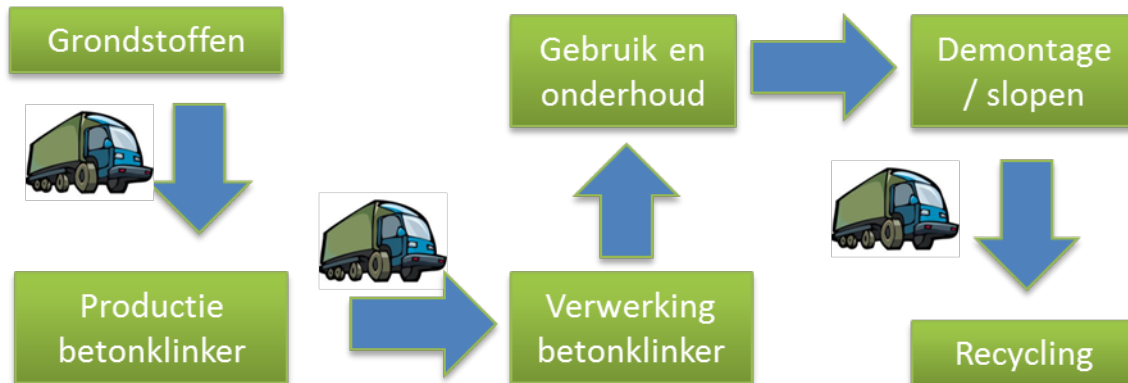 Grondstoffen
Productie
betonklinker
Verwerking
betonklinker
Gebruik en
onderhoud
Demontage
/ slopen
Recycling